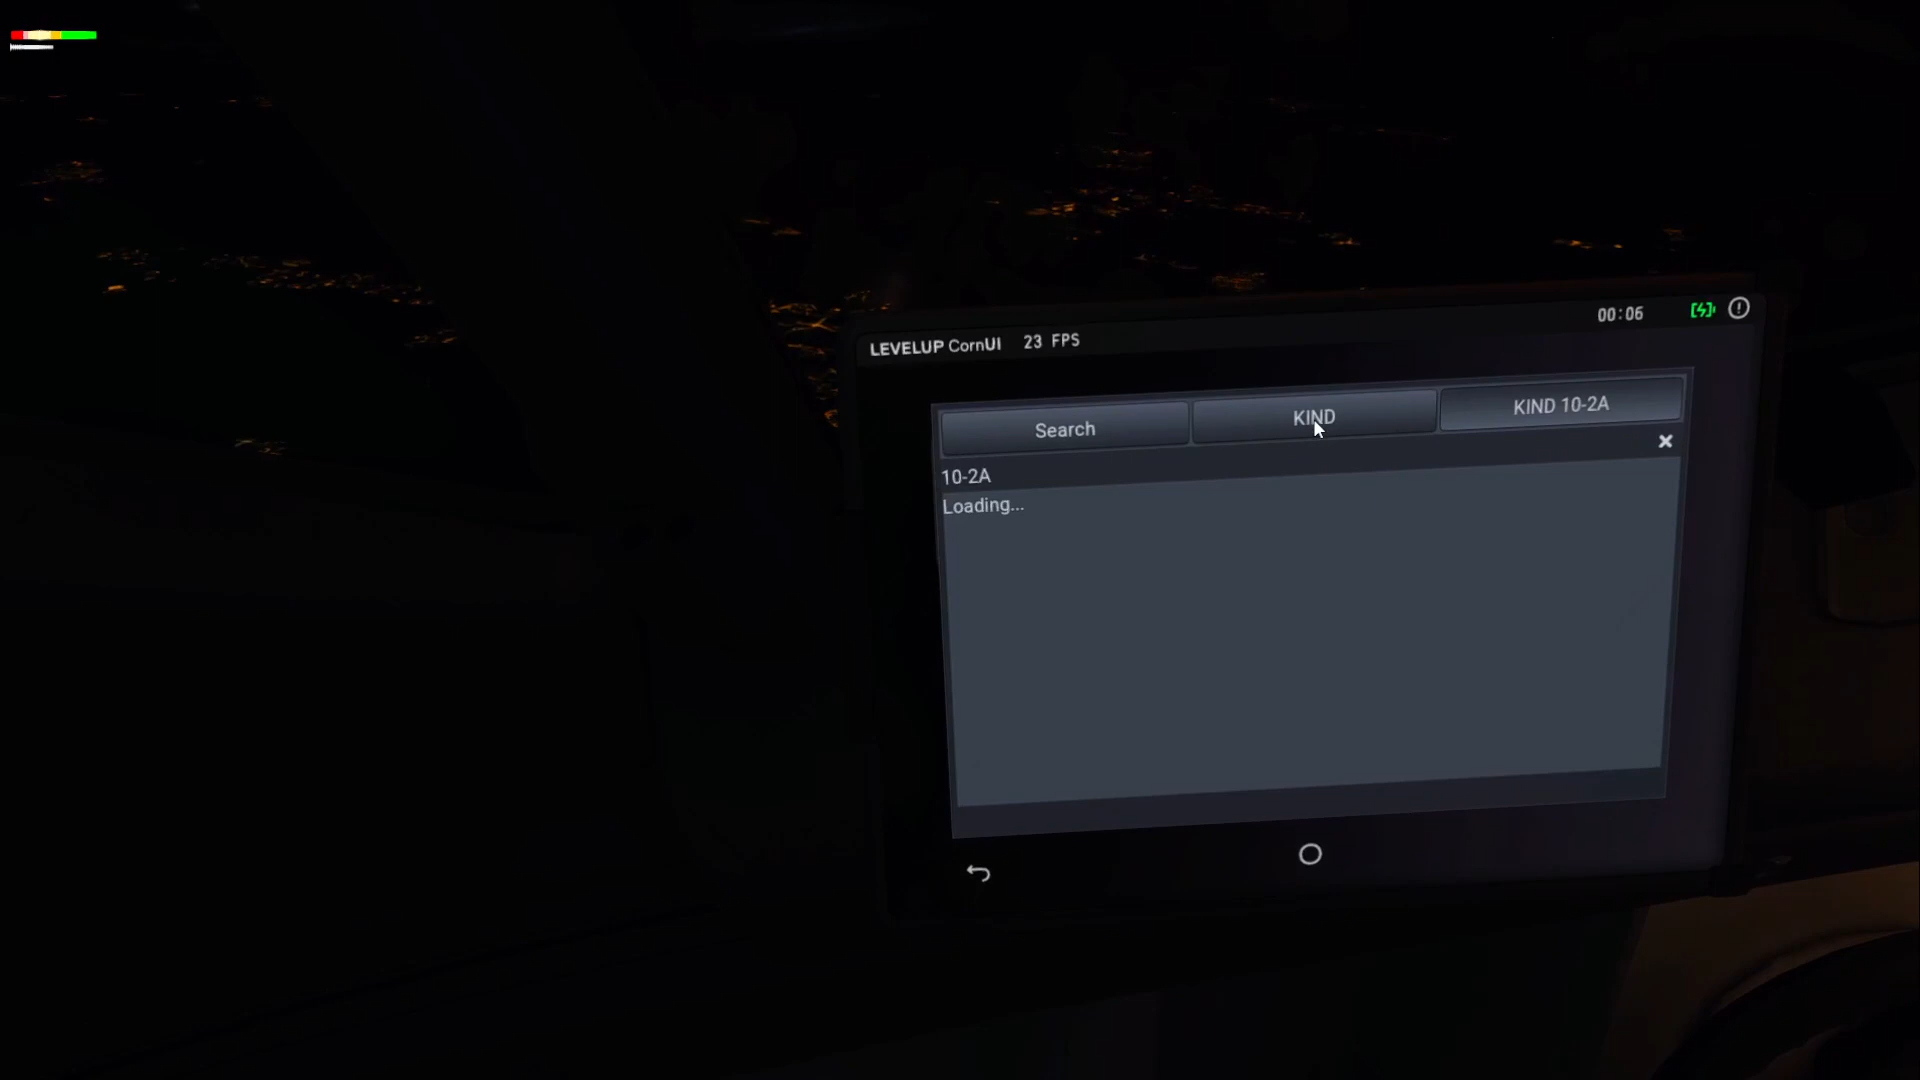 LEVELUP CornUI 23 FPS 00:06
Search KIND KIND 10-2A
10-2A
Loading...